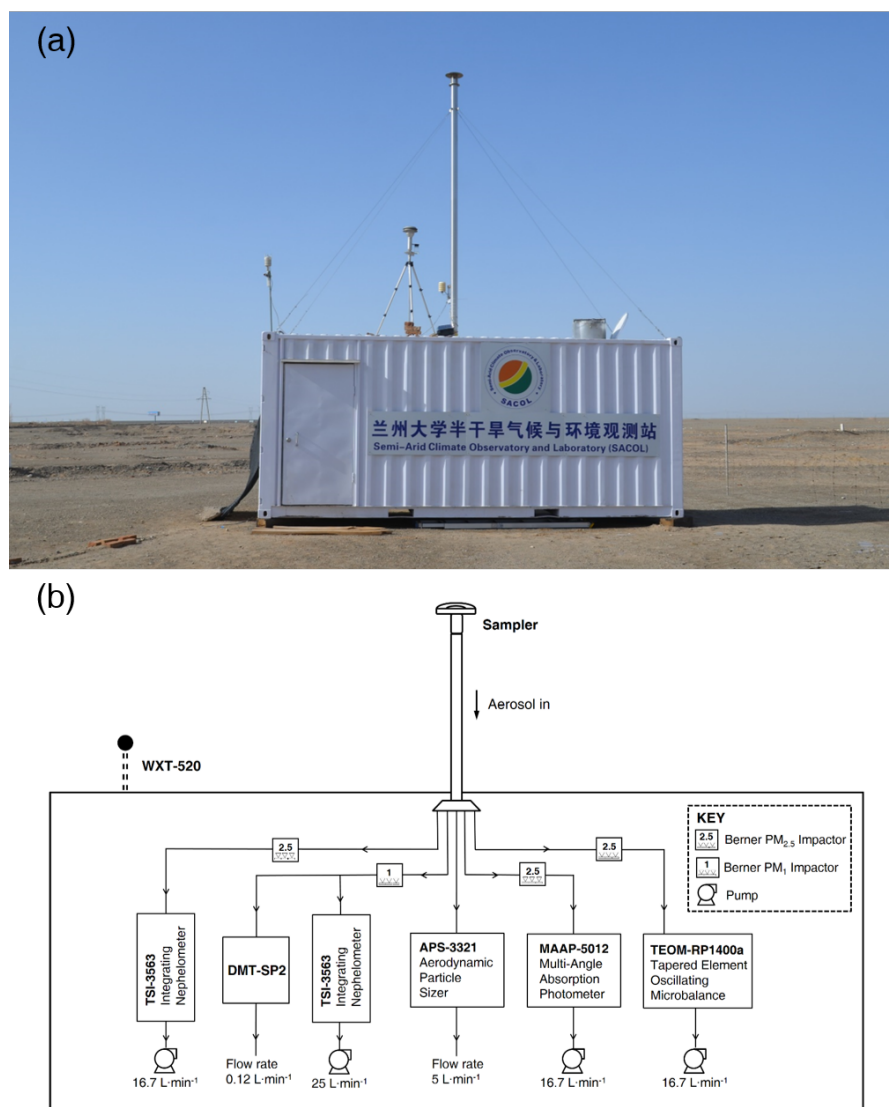 (a)
Semi-Arid Climate Observatory & Laboratory
SACOL
兰州大学半干旱气候与环境观测站
Semi-Arid Climate Observatory and Laboratory (SACOL)
(b)
Sampler
Aerosol in
WXT-520
KEY
2.5 Berner PM2.5 Impactor
1 Berner PM1 Impactor
Pump
2.5
2.5
1
2.5
TSI-3563
Integrating
Nephelometer
DMT-SP2
TSI-3563
Integrating
Nephelometer
APS-3321
Aerodynamic
Particle
Sizer
MAAP-5012
Multi-Angle
Absorption
Photometer
TEOM-RP1400a
Tapered Element
Oscillating
Microbalance
16.7 L·min-1
Flow rate
0.12 L·min-1
25 L·min-1
Flow rate
5 L·min-1
16.7 L·min-1
16.7 L·min-1